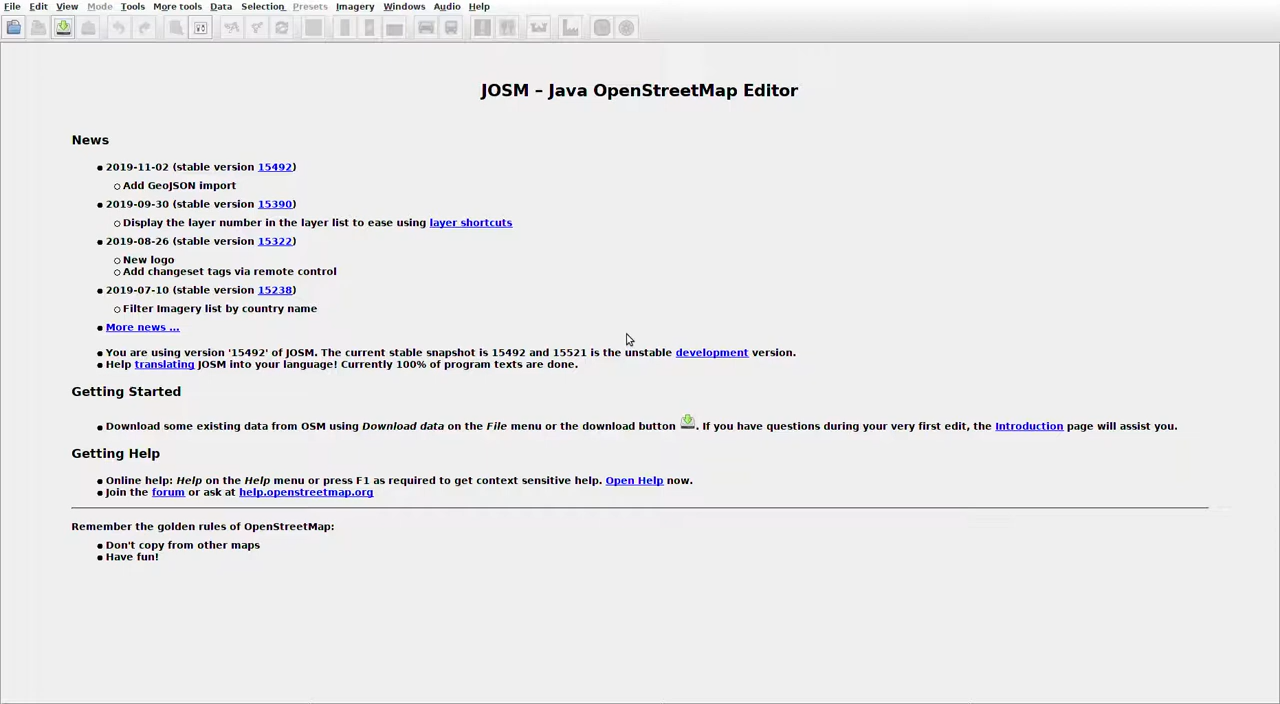 File Edit View Mode Tools More tools Data Selection Presets Imagery Windows Audio Help
JOSM – Java OpenStreetMap Editor
News
2019-11-02 (stable version 15492)
Add GeoJSON import
2019-09-30 (stable version 15390)
Display the layer number in the layer list to ease using layer shortcuts
2019-08-26 (stable version 15322)
New logo
Add changeset tags via remote control
2019-07-10 (stable version 15238)
Filter Imagery list by country name
More news ...
You are using version '15492' of JOSM. The current stable snapshot is 15492 and 15521 is the unstable development version.
Help translating JOSM into your language! Currently 100% of program texts are done.
Getting Started
Download some existing data from OSM using Download data on the File menu or the download button . If you have questions during your very first edit, the Introduction page will assist you.
Getting Help
Online help: Help on the Help menu or press F1 as required to get context sensitive help. Open Help now.
Join the forum or ask at help.openstreetmap.org
Remember the golden rules of OpenStreetMap:
Don't copy from other maps
Have fun!